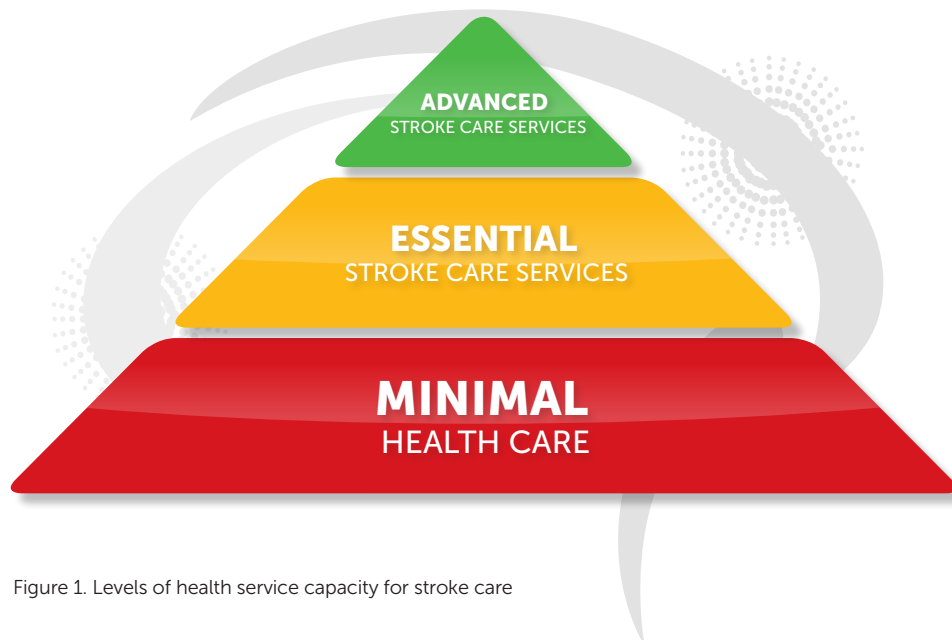 ADVANCED
STROKE CARE SERVICES
ESSENTIAL
STROKE CARE SERVICES
MINIMAL
HEALTH CARE
Figure 1. Levels of health service capacity for stroke care